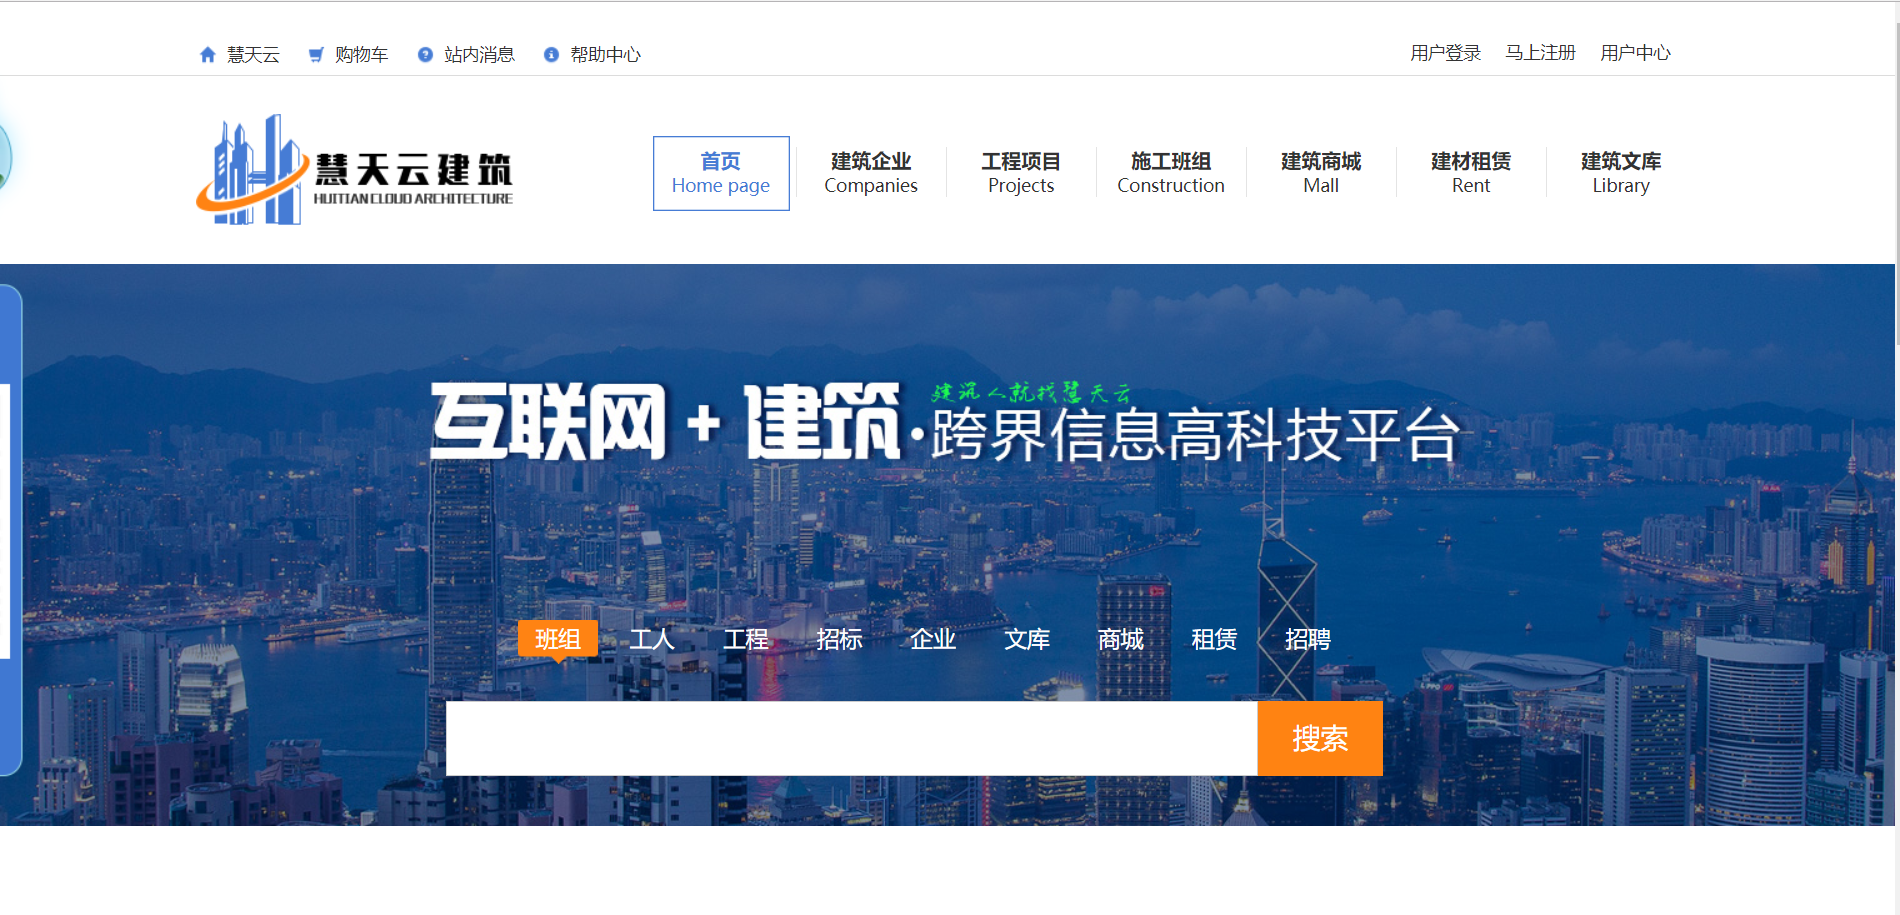 慧天云 购物车 站内消息 帮助中心 用户登录 马上注册 用户中心
慧天云建筑
HUITIAN CLOUD ARCHITECTURE
首页 建筑企业 工程项目 施工班组 建筑商城 建材租赁 建筑文库
Home page Companies Projects Construction Mall Rent Library
建筑人就找慧天云
互联网 + 建筑·跨界信息高科技平台
班组 工人 工程 招标 企业 文库 商城 租赁 招聘
搜索